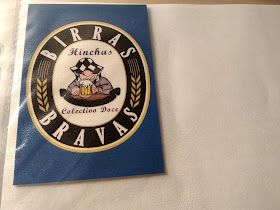 BIRRAS
Hinchas
Colectivo Doce
BRAVAS